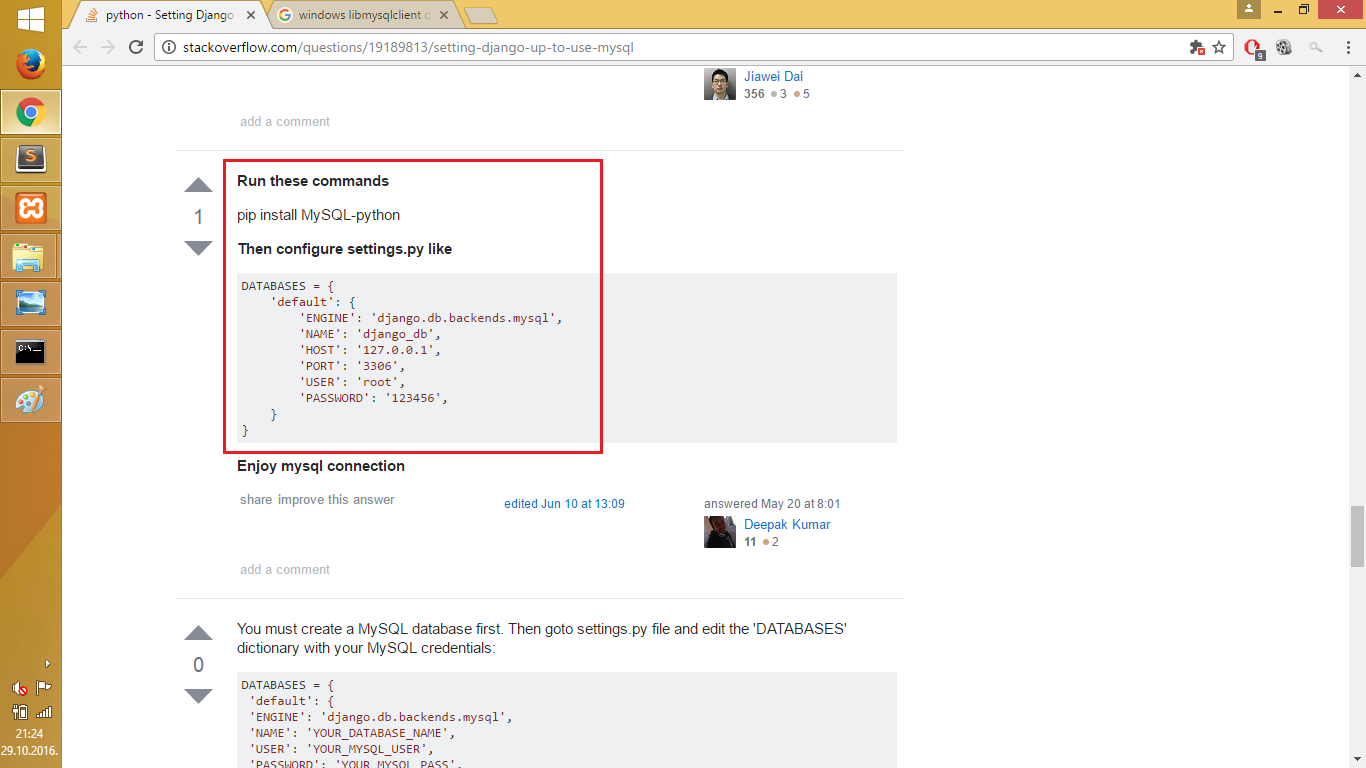 python - Setting Django
windows libmysqlclient d
stackoverflow.com/questions/19189813/setting-django-up-to-use-mysql
9
Jiawei Dai
356 3 5
add a comment
1
Run these commands
pip install MySQL-python
Then configure settings.py like
DATABASES = {
    'default': {
        'ENGINE': 'django.db.backends.mysql',
        'NAME': 'django_db',
        'HOST': '127.0.0.1',
        'PORT': '3306',
        'USER': 'root',
        'PASSWORD': '123456',
    }
}
Enjoy mysql connection
share improve this answer
edited Jun 10 at 13:09
answered May 20 at 8:01
Deepak Kumar
11 2
add a comment
0
You must create a MySQL database first. Then goto settings.py file and edit the 'DATABASES'
dictionary with your MySQL credentials:
DATABASES = {
 'default': {
 'ENGINE': 'django.db.backends.mysql',
 'NAME': 'YOUR_DATABASE_NAME',
 'USER': 'YOUR_MYSQL_USER',
 'PASSWORD': 'YOUR_MYSQL_PASS',
21:24
29.10.2016.